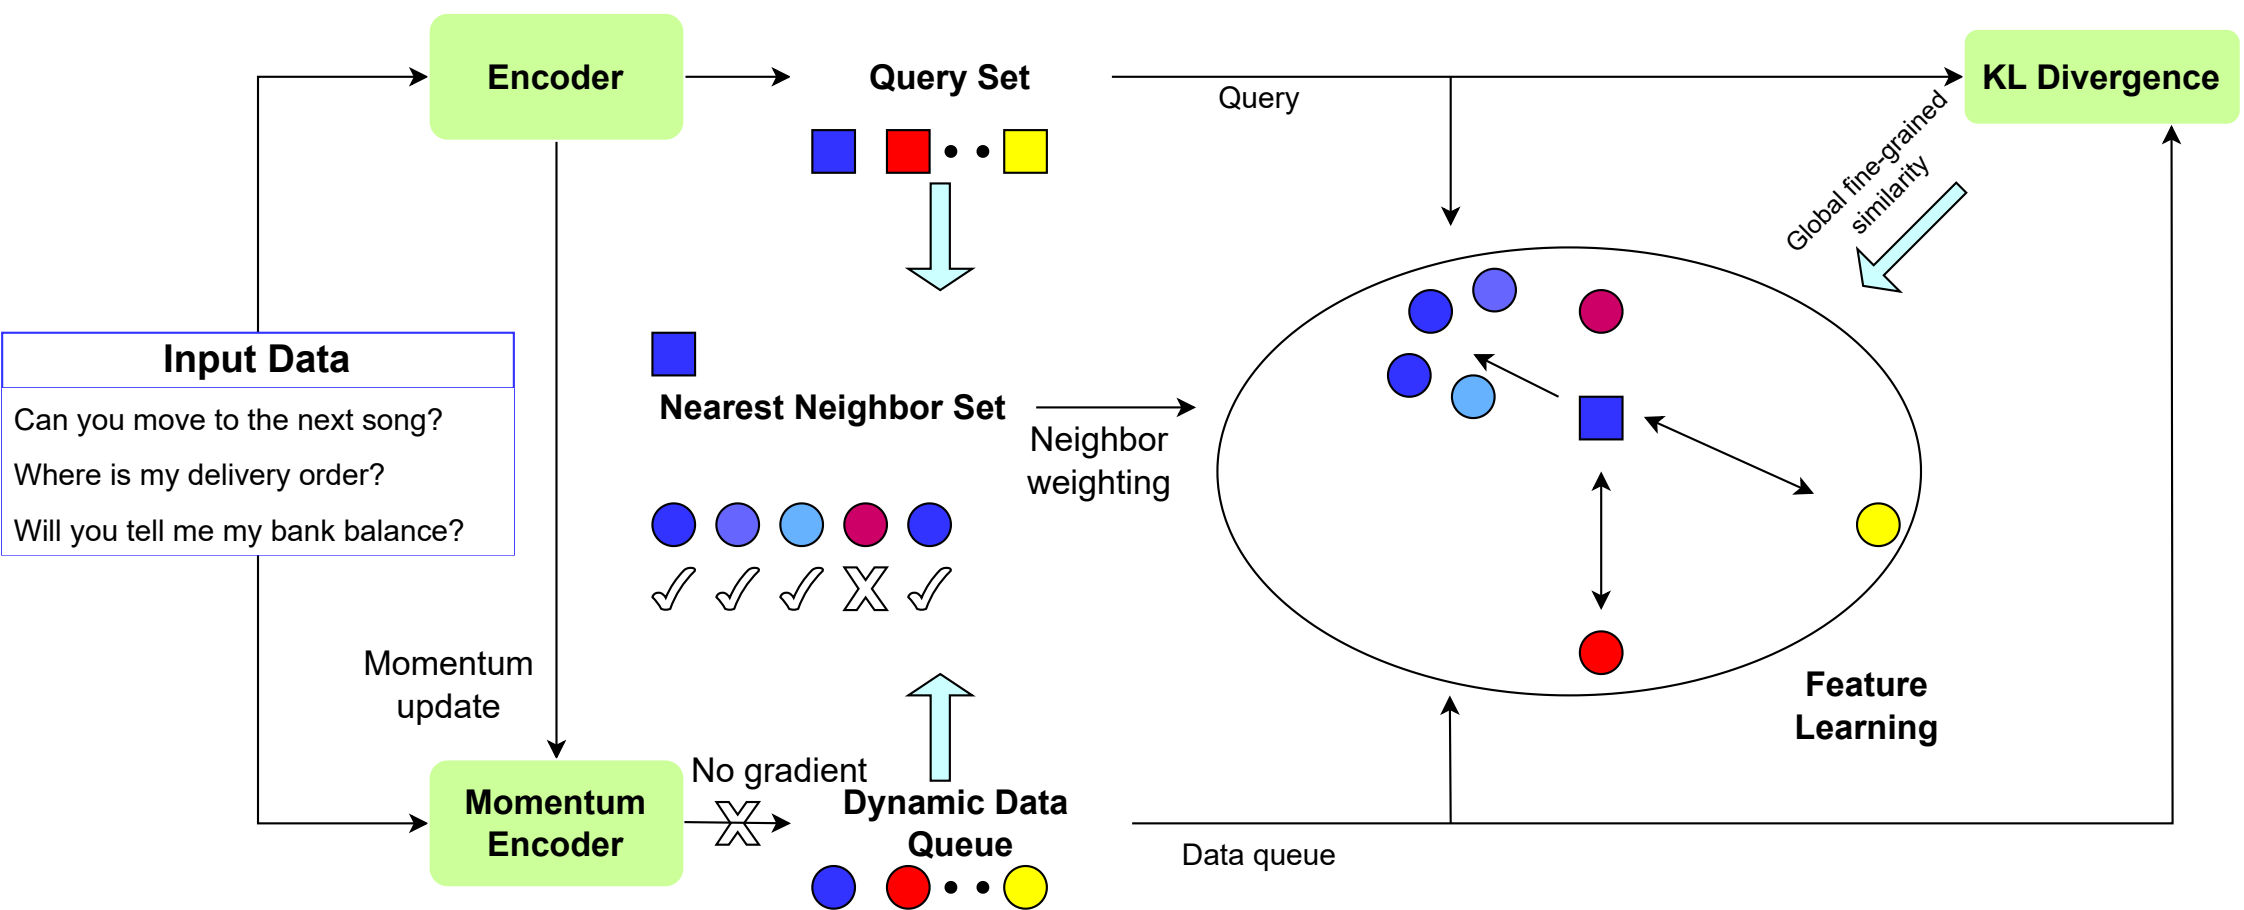 Encoder
Query Set
Query
KL Divergence
Global fine-grained
similarity
Input Data
Can you move to the next song?
Where is my delivery order?
Will you tell me my bank balance?
Nearest Neighbor Set
Neighbor
weighting
Momentum
update
Feature
Learning
No gradient
Momentum
Encoder
Dynamic Data
Queue
Data queue